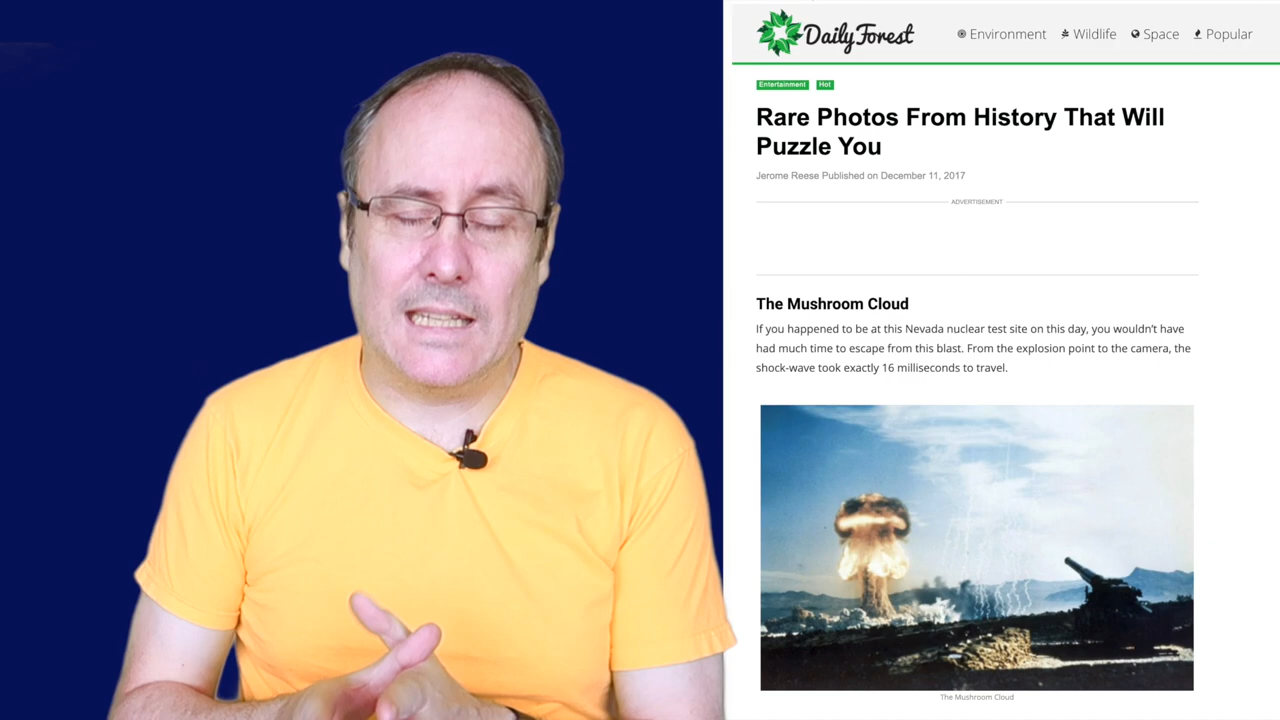 DailyForest
Environment Wildlife Space Popular
Entertainment Hot
Rare Photos From History That Will
Puzzle You
Jerome Reese Published on December 11, 2017
ADVERTISEMENT
The Mushroom Cloud
If you happened to be at this Nevada nuclear test site on this day, you wouldn't have
had much time to escape from this blast. From the explosion point to the camera, the
shock-wave took exactly 16 milliseconds to travel.
The Mushroom Cloud